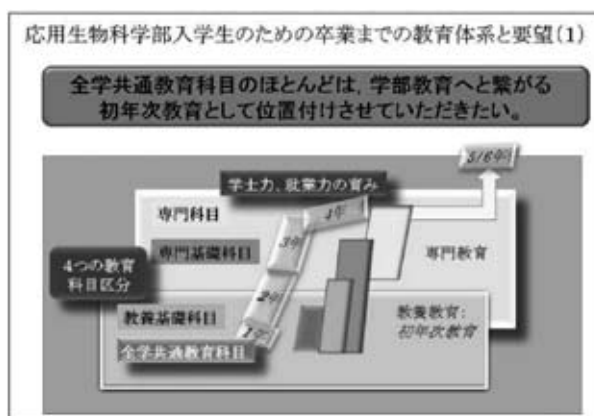 応用生物科学部入学生のための卒業までの教育体系と要望(1)
全学共通教育科目のほとんどは、学部教育へと繋がる
初年次教育として位置付けさせていただきたい。
5/6年
学士力、就業力の育み
4年
専門科目
3年
専門基礎科目
専門教育
4つの教育
科目区分
2年
教養基礎科目
教養教育:
初年次教育
1年
全学共通教育科目